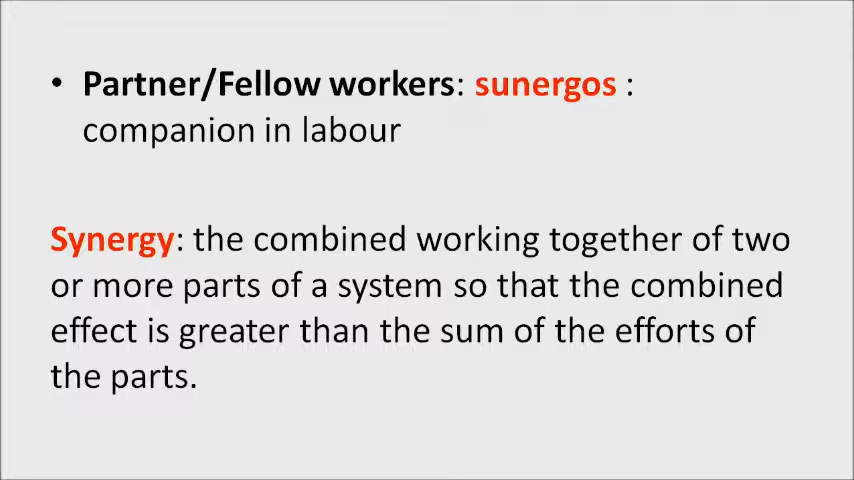 • Partner/Fellow workers: sunergos :
companion in labour
Synergy: the combined working together of two
or more parts of a system so that the combined
effect is greater than the sum of the efforts of
the parts.